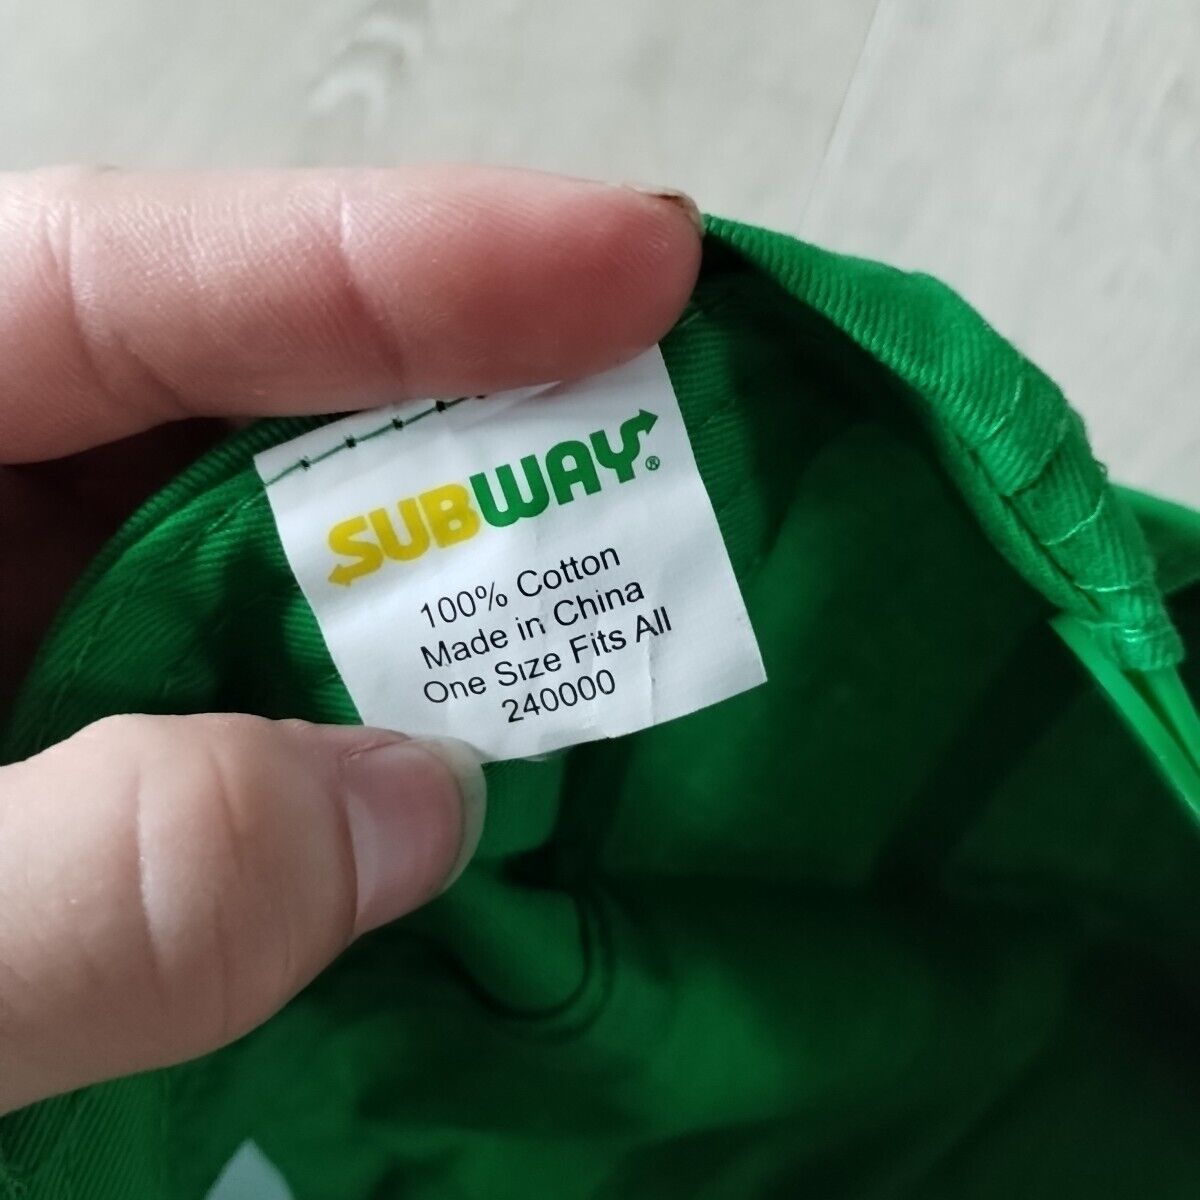 SUBWAY®
100% Cotton
Made in China
One Size Fits All
240000